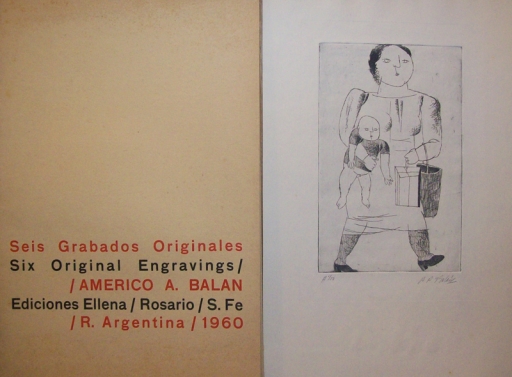 Seis Grabados Originales
Six Original Engravings/
/AMERICO A. BALAN
Ediciones Ellena/Rosario/S. Fe
/R. Argentina/1960